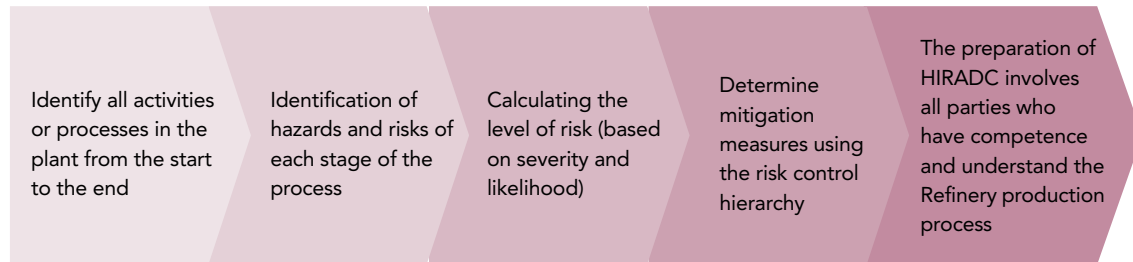 Identify all activities
or processes in the
plant from the start
to the end
Identification of
hazards and risks of
each stage of the
process
Calculating the
level of risk (based
on severity and
likelihood)
Determine
mitigation
measures using
the risk control
hierarchy
The preparation of
HIRADC involves
all parties who
have competence
and understand the
Refinery production
process